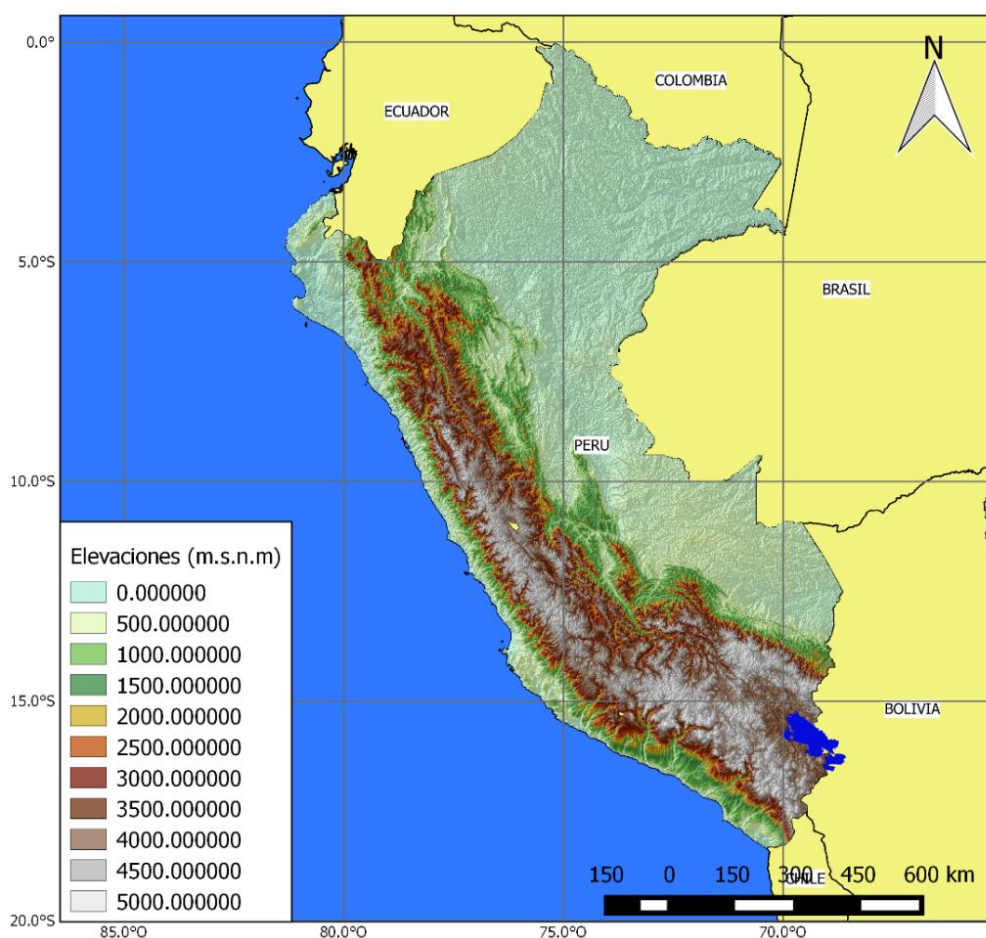 0.0°
N
COLOMBIA
ECUADOR
5.0°S
BRASIL
PERU
10.0°S
Elevaciones (m.s.n.m)
0.000000
500.000000
1000.000000
1500.000000
2000.000000
2500.000000
3000.000000
3500.000000
4000.000000
4500.000000
5000.000000
15.0°S
BOLIVIA
150 0 150 300 450 600 km
CHILE
20.0°S
85.0°O 80.0°O 75.0°O 70.0°O